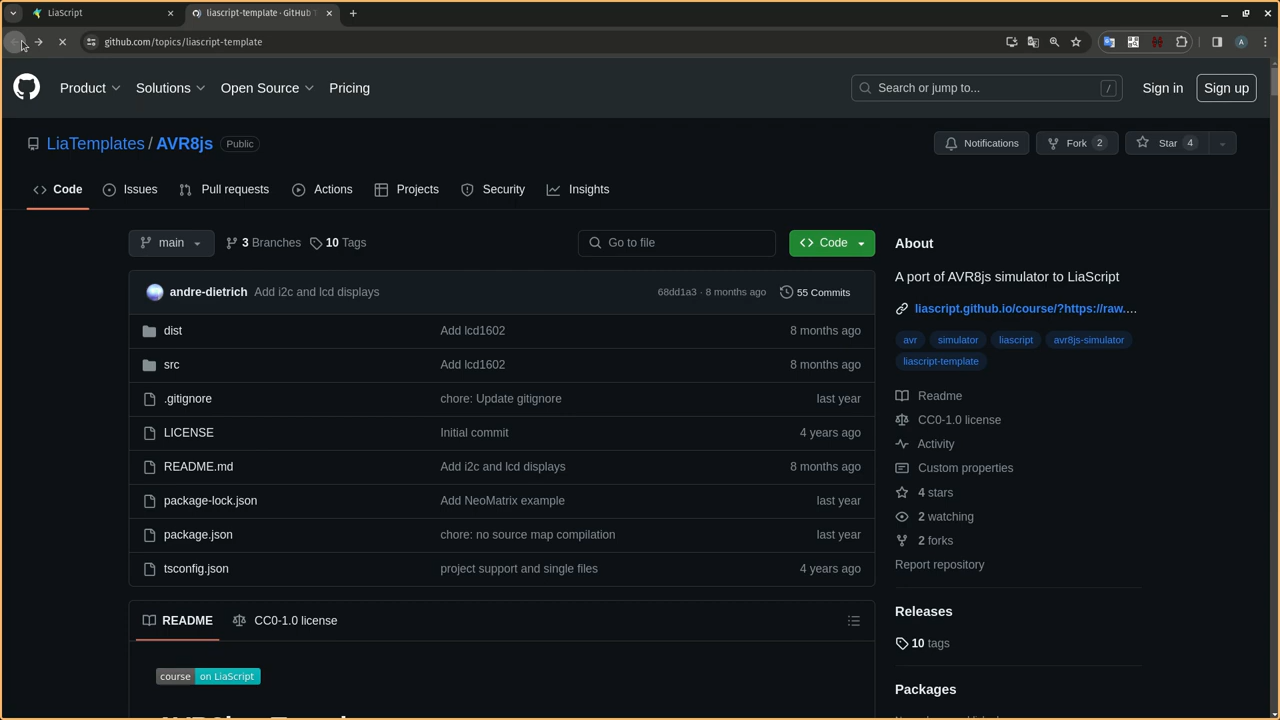 LiaScript
liascript-template · GitHub T
github.com/topics/liascript-template
A
Product
Solutions
Open Source
Pricing
Search or jump to...
/
Sign in
Sign up
LiaTemplates / AVR8js
Public
Notifications
Fork 2
Star 4
Code
Issues
Pull requests
Actions
Projects
Security
Insights
main
3 Branches
10 Tags
Go to file
Code
andre-dietrich Add i2c and lcd displays
68dd1a3 · 8 months ago
55 Commits
dist Add lcd1602 8 months ago
src Add lcd1602 8 months ago
.gitignore chore: Update gitignore last year
LICENSE Initial commit 4 years ago
README.md Add i2c and lcd displays 8 months ago
package-lock.json Add NeoMatrix example last year
package.json chore: no source map compilation last year
tsconfig.json project support and single files 4 years ago
README
CC0-1.0 license
course on LiaScript
About
A port of AVR8js simulator to LiaScript
liascript.github.io/course/?https://raw.…
avr simulator liascript avr8js-simulator
liascript-template
Readme
CC0-1.0 license
Activity
Custom properties
4 stars
2 watching
2 forks
Report repository
Releases
10 tags
Packages